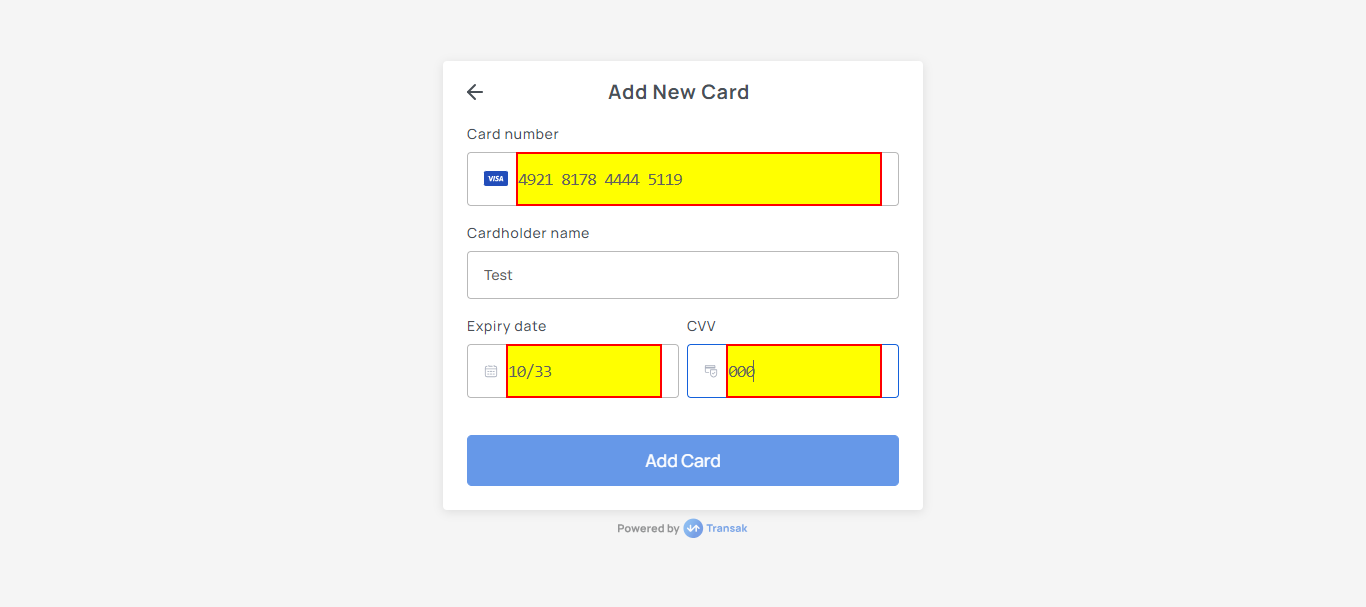 Add New Card
Card number
VISA 4921 8178 4444 5119
Cardholder name
Test
Expiry date CVV
10/33 000
Add Card
Powered by Transak